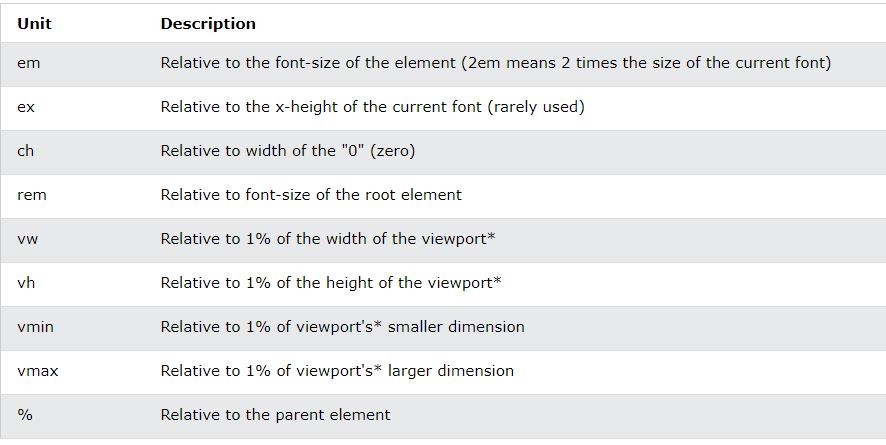 Unit Description
em Relative to the font-size of the element (2em means 2 times the size of the current font)
ex Relative to the x-height of the current font (rarely used)
ch Relative to width of the "0" (zero)
rem Relative to font-size of the root element
vw Relative to 1% of the width of the viewport*
vh Relative to 1% of the height of the viewport*
vmin Relative to 1% of viewport's* smaller dimension
vmax Relative to 1% of viewport's* larger dimension
% Relative to the parent element